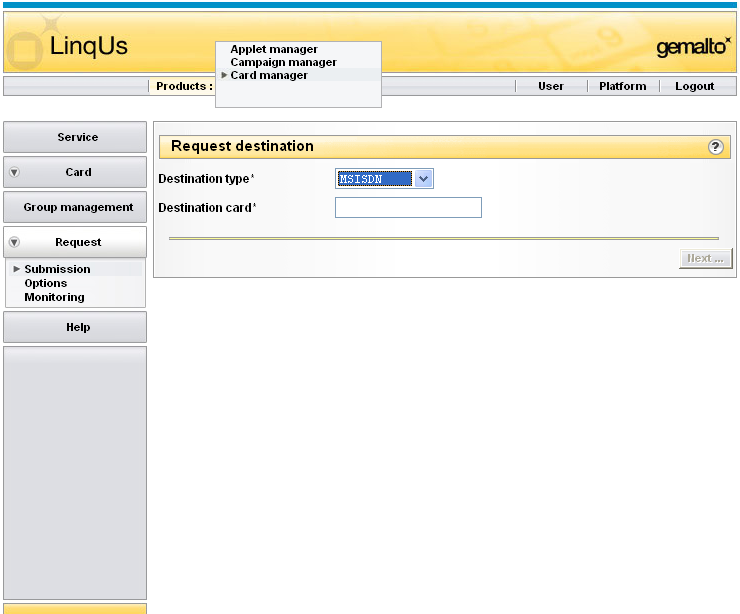 LinqUs
gemalto
Applet manager
Campaign manager
Card manager
Products :
User
Platform
Logout
Service
Card
Group management
Request
Submission
Options
Monitoring
Help
Request destination
?
Destination type*
MSISDN
Destination card*
Next ...